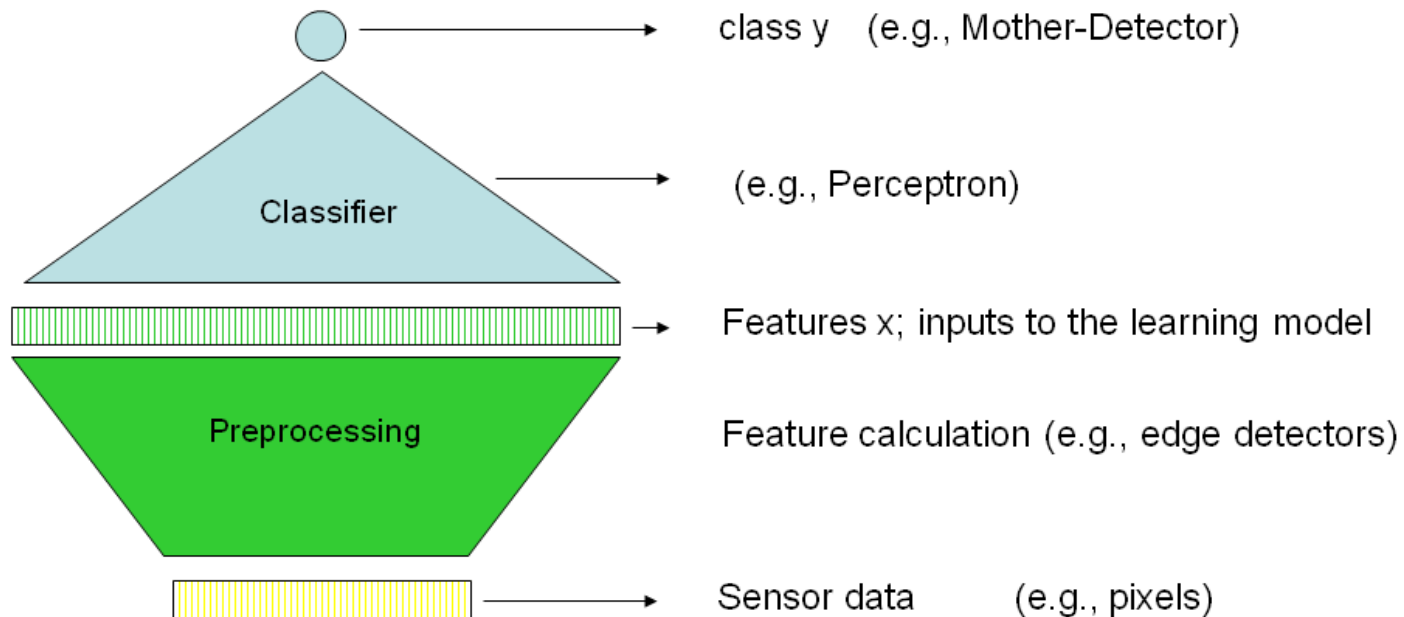 class y (e.g., Mother-Detector)
(e.g., Perceptron)
Classifier
Features x; inputs to the learning model
Preprocessing
Feature calculation (e.g., edge detectors)
Sensor data (e.g., pixels)